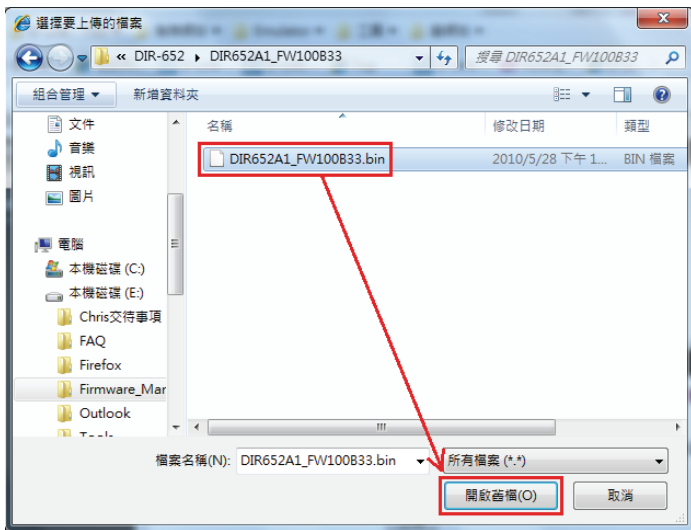 選擇要上傳的檔案
« DIR-652 ▸ DIR652A1_FW100B33
搜尋 DIR652A1_FW100B33
組合管理 ▼ 新增資料夾
文件
音樂
視訊
圖片
電腦
本機磁碟 (C:)
本機磁碟 (E:)
Chris交待事項
FAQ
Firefox
Firmware_Mar
Outlook
名稱 修改日期 類型
DIR652A1_FW100B33.bin 2010/5/28 下午 1... BIN 檔案
檔案名稱(N): DIR652A1_FW100B33.bin 所有檔案 (*.*)
開啟舊檔(O) 取消